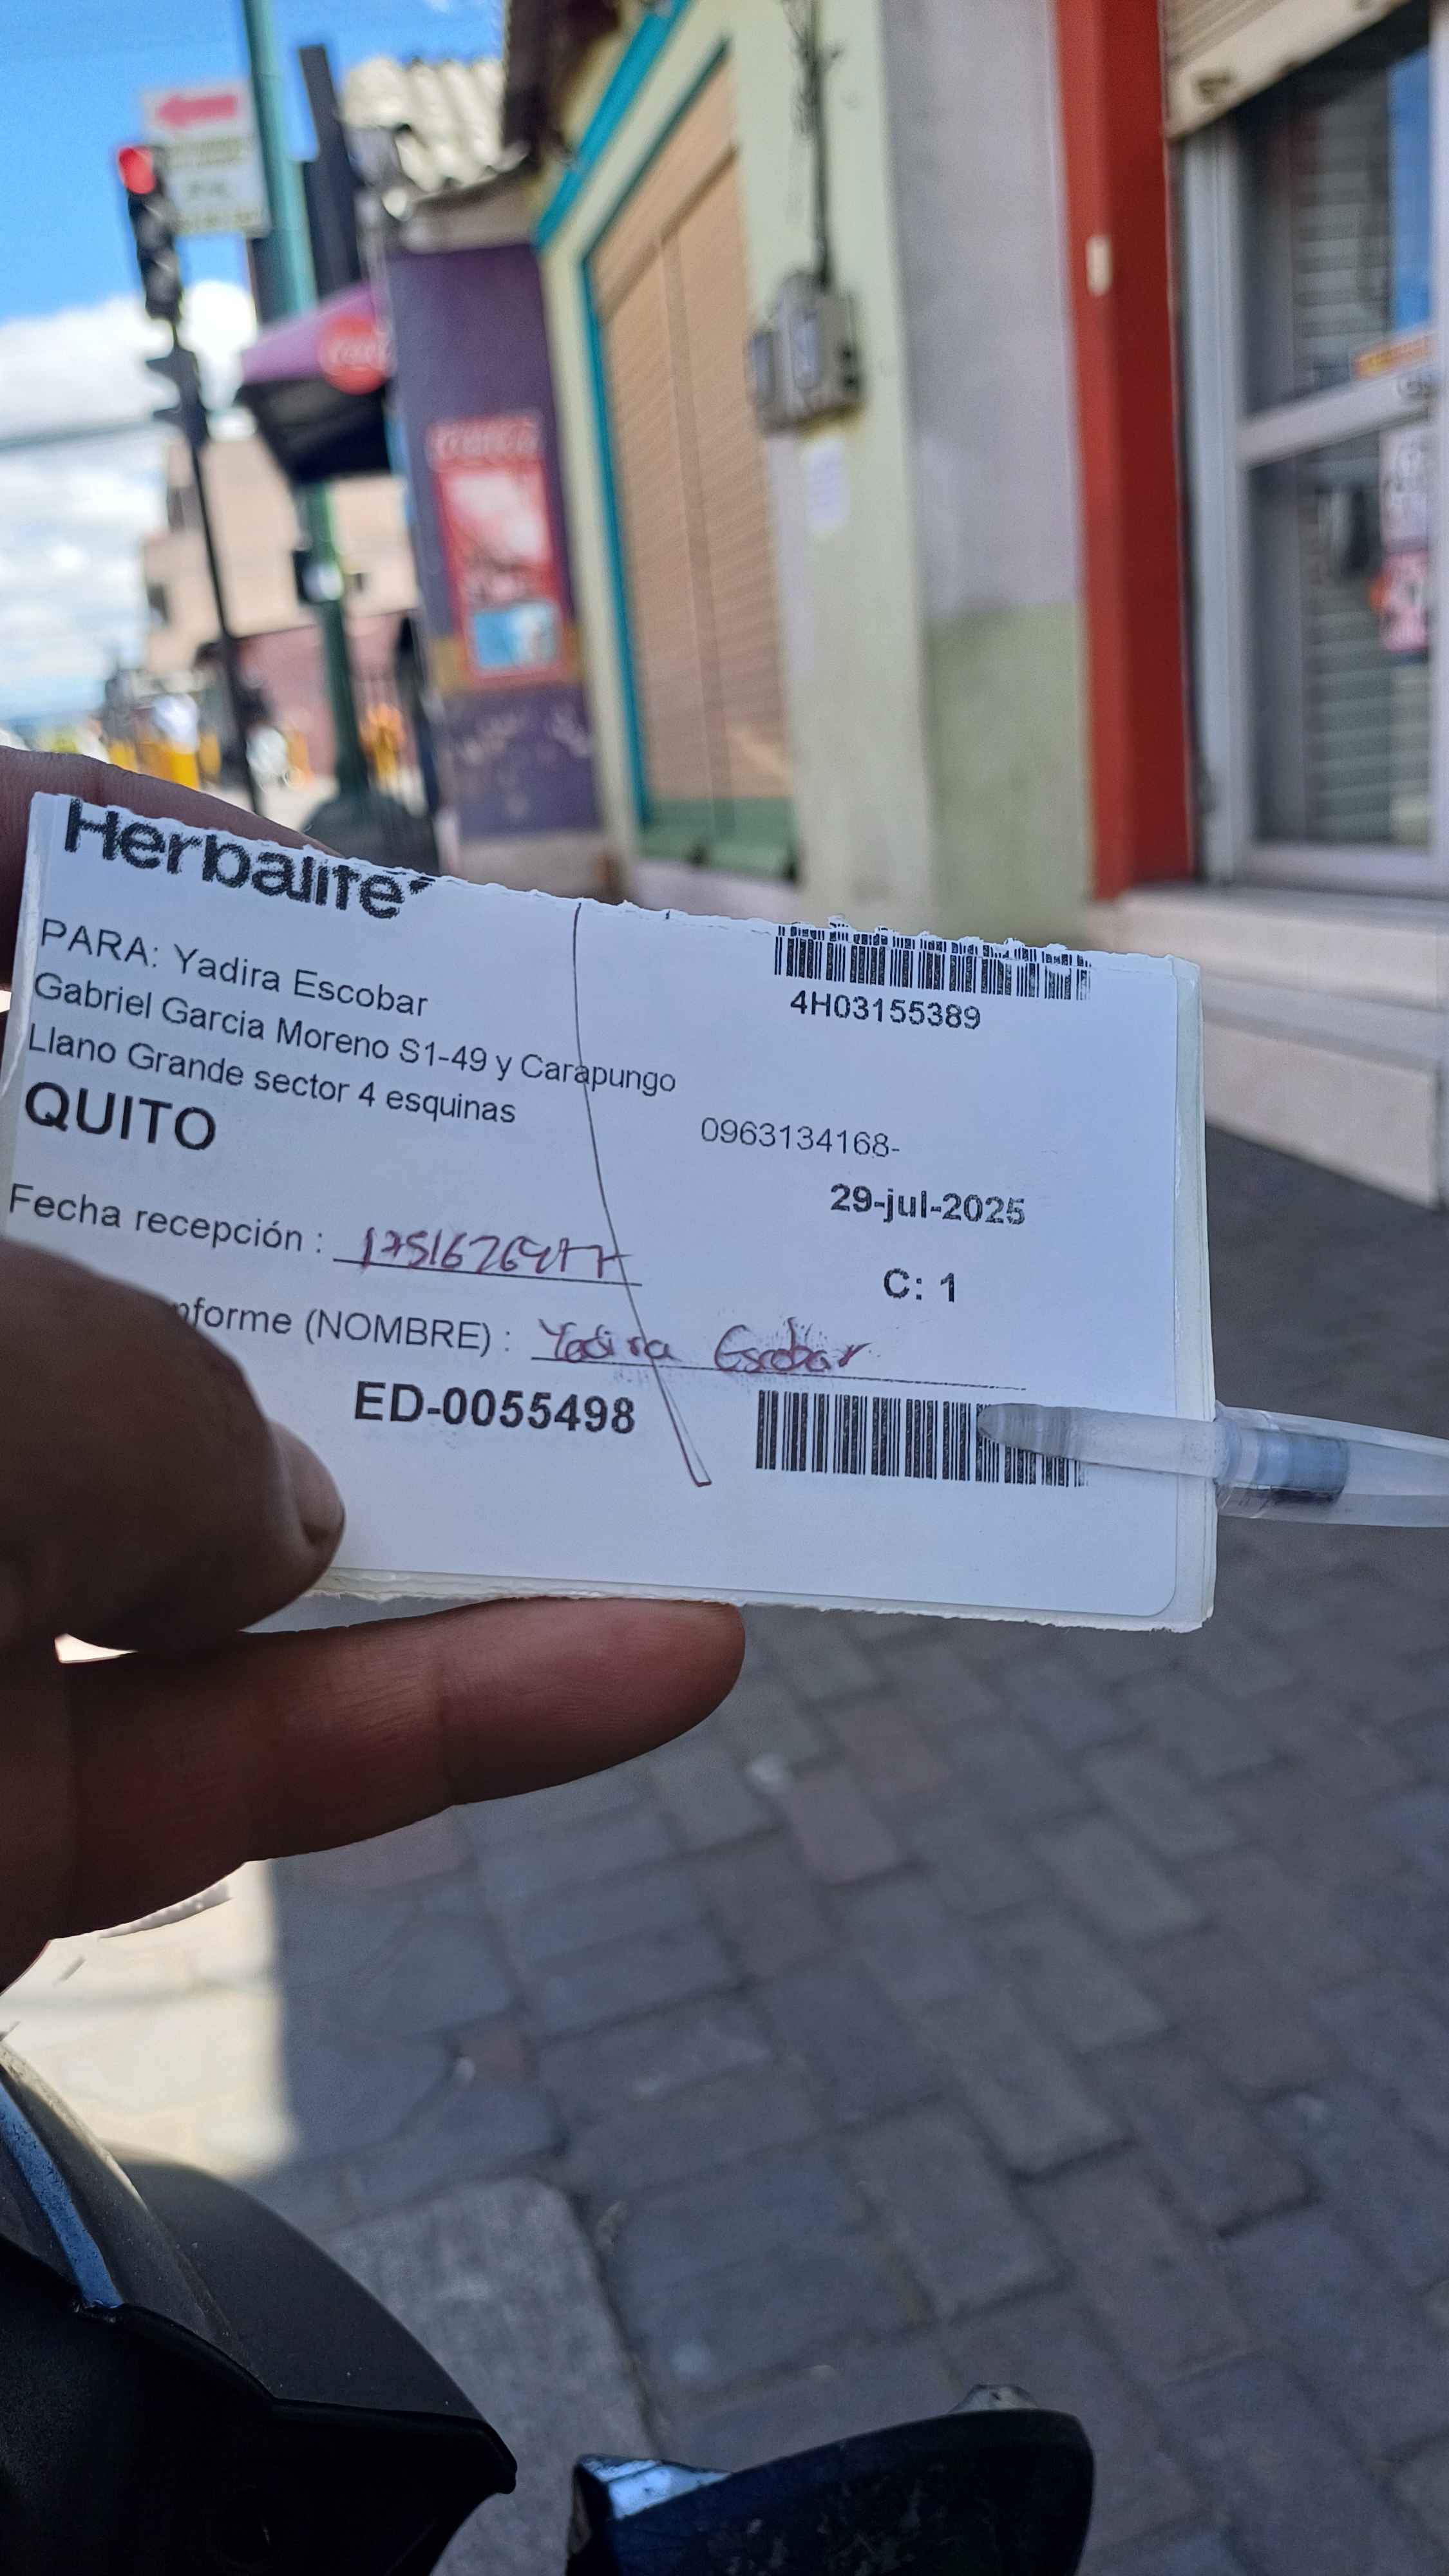 Herbalife
PARA: Yadira Escobar
Gabriel Garcia Moreno S1-49 y Carapungo
Llano Grande sector 4 esquinas
QUITO
4H03155389
0963134168-
29-jul-2025
C: 1
Fecha recepción :
nforme (NOMBRE) : Yadira Escobar
ED-0055498